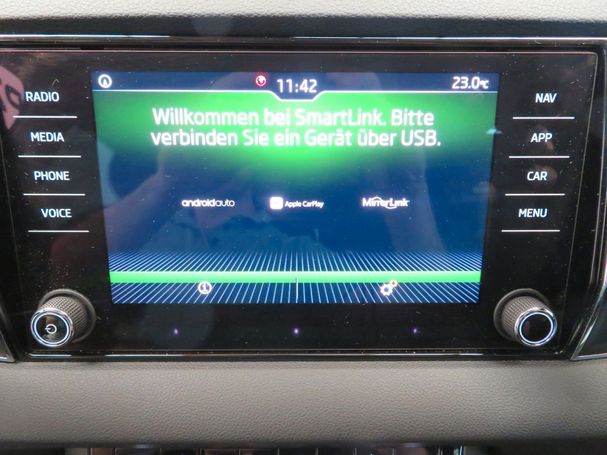 11:42
23.0°C
RADIO
MEDIA
PHONE
VOICE
Willkommen bei SmartLink. Bitte
verbinden Sie ein Gerät über USB.
androidauto
Apple CarPlay
MirrorLink
NAV
APP
CAR
MENU